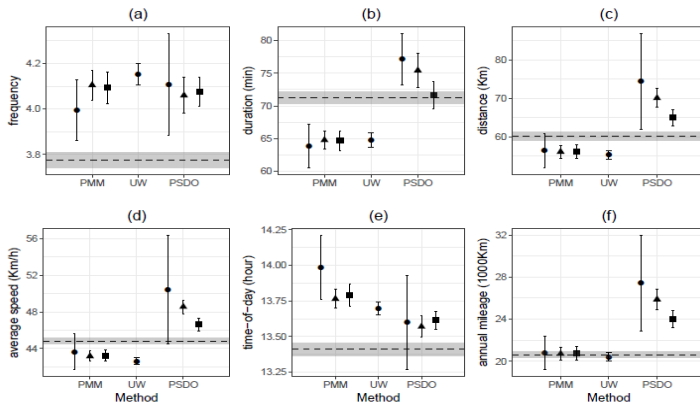 (a)
(b)
(c)
frequency
4.2
4.0
3.8
PMM
UW
PSDO
duration (min)
80
75
70
65
60
PMM
UW
PSDO
distance (Km)
80
70
60
50
PMM
UW
PSDO
(d)
(e)
(f)
average speed (Km/h)
56
52
48
44
PMM
UW
PSDO
Method
time-of-day (hour)
14.25
14.00
13.75
13.50
13.25
PMM
UW
PSDO
Method
annual mileage (1000Km)
32
28
24
20
PMM
UW
PSDO
Method